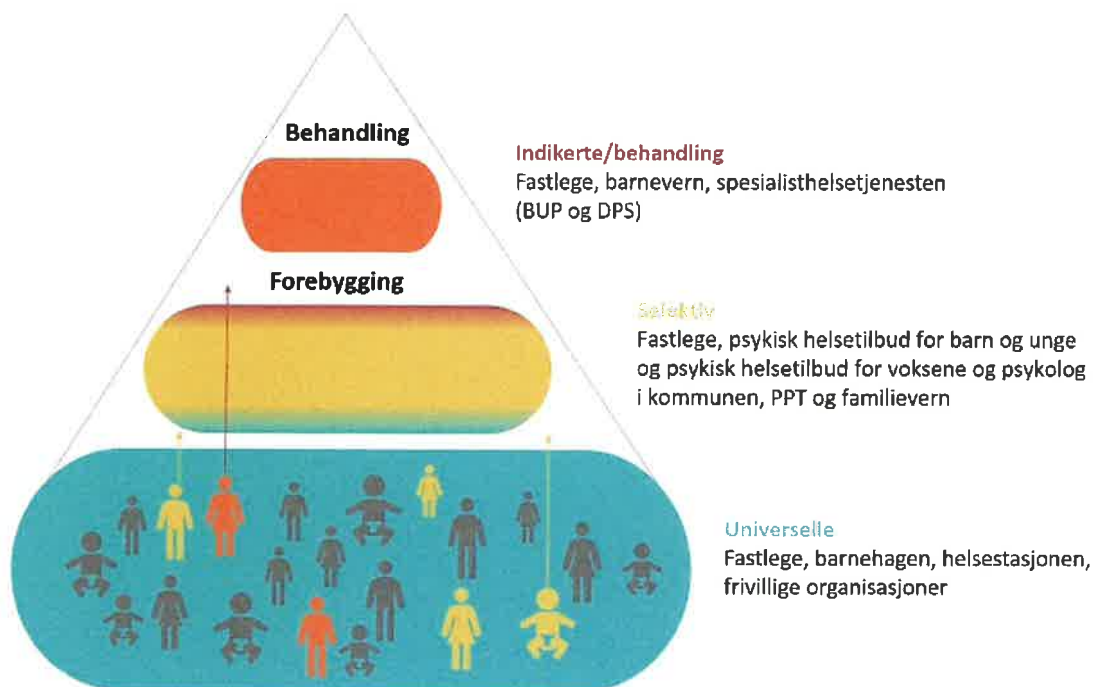 Behandling
Indikerte/behandling
Fastlege, barnevern, spesialisthelsetjenesten
(BUP og DPS)
Forebygging
Selektiv
Fastlege, psykisk helsetilbud for barn og unge
og psykisk helsetilbud for voksene og psykolog
i kommunen, PPT og familievern
Universelle
Fastlege, barnehagen, helsestasjonen,
frivillige organisasjoner